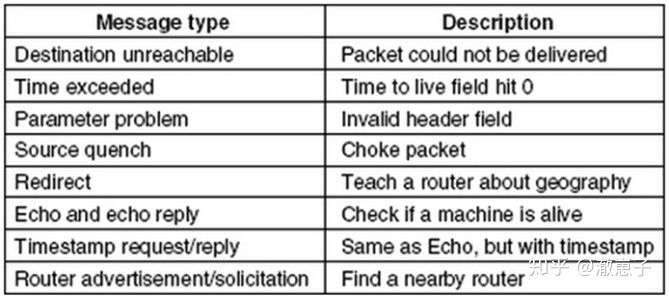 Message type Description
Destination unreachable Packet could not be delivered
Time exceeded Time to live field hit 0
Parameter problem Invalid header field
Source quench Choke packet
Redirect Teach a router about geography
Echo and echo reply Check if a machine is alive
Timestamp request/reply Same as Echo, but with timestamp
Router advertisement/solicitation Find a nearby router
知乎 @澈崽子